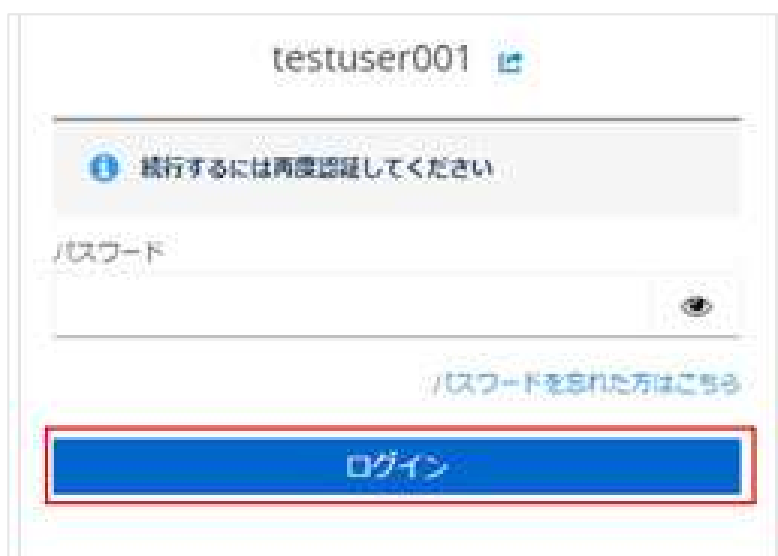 testuser001
続行するには再度認証してください
パスワード
パスワードを忘れた方はこちら
ログイン